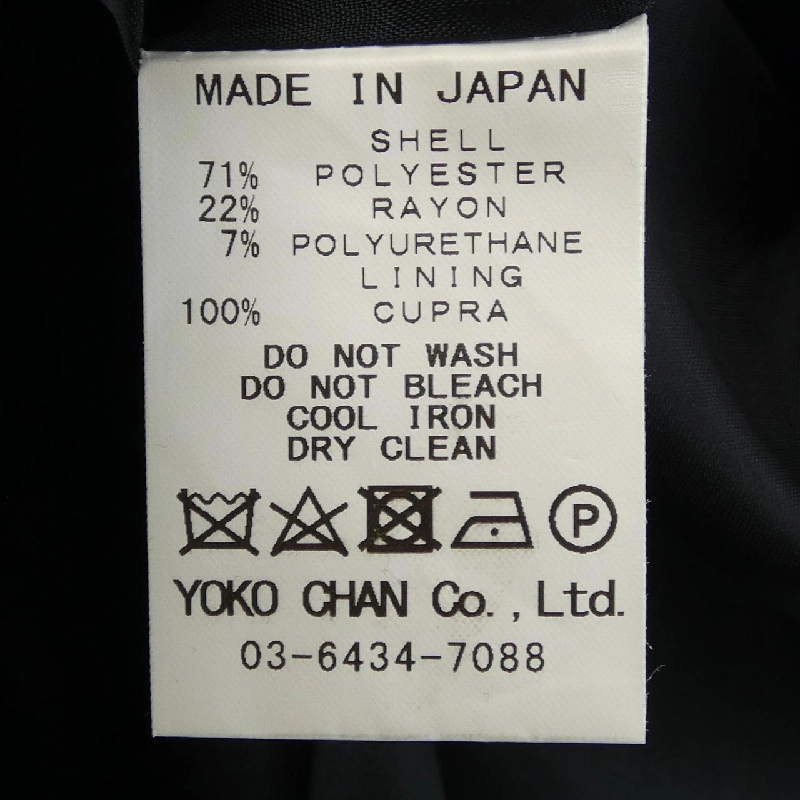 MADE IN JAPAN
SHELL
71% POLYESTER
22% RAYON
7% POLYURETHANE
LINING
100% CUPRA
DO NOT WASH
DO NOT BLEACH
COOL IRON
DRY CLEAN
P
YOKO CHAN Co., Ltd.
03-6434-7088